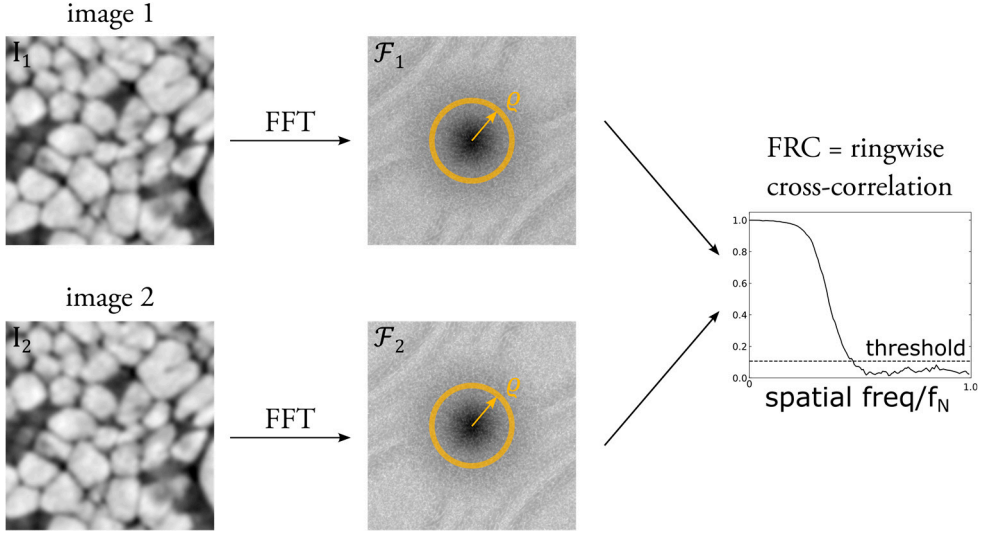 image 1
I₁
FFT
ℱ₁
ϱ
image 2
I₂
FFT
ℱ₂
ϱ
FRC = ringwise
cross-correlation
1.0
0.8
0.6
0.4
0.2
0.0
threshold
0
1.0
spatial freq/f_N